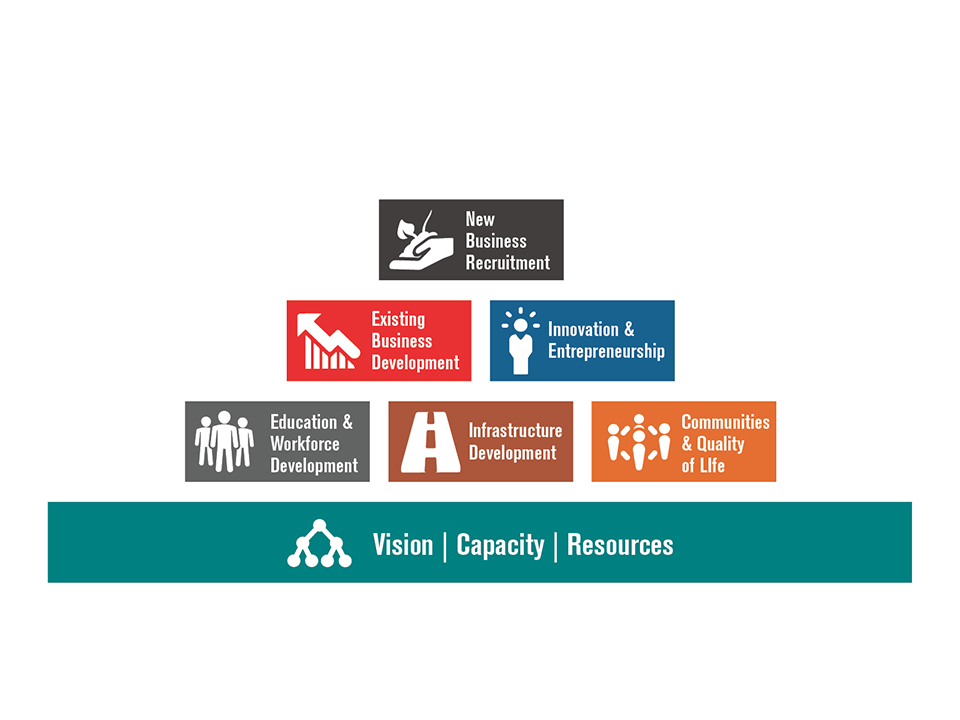 New
Business
Recruitment
Existing
Business
Development
Innovation &
Entrepreneurship
Education &
Workforce
Development
Infrastructure
Development
Communities
& Quality
of LIfe
Vision | Capacity | Resources